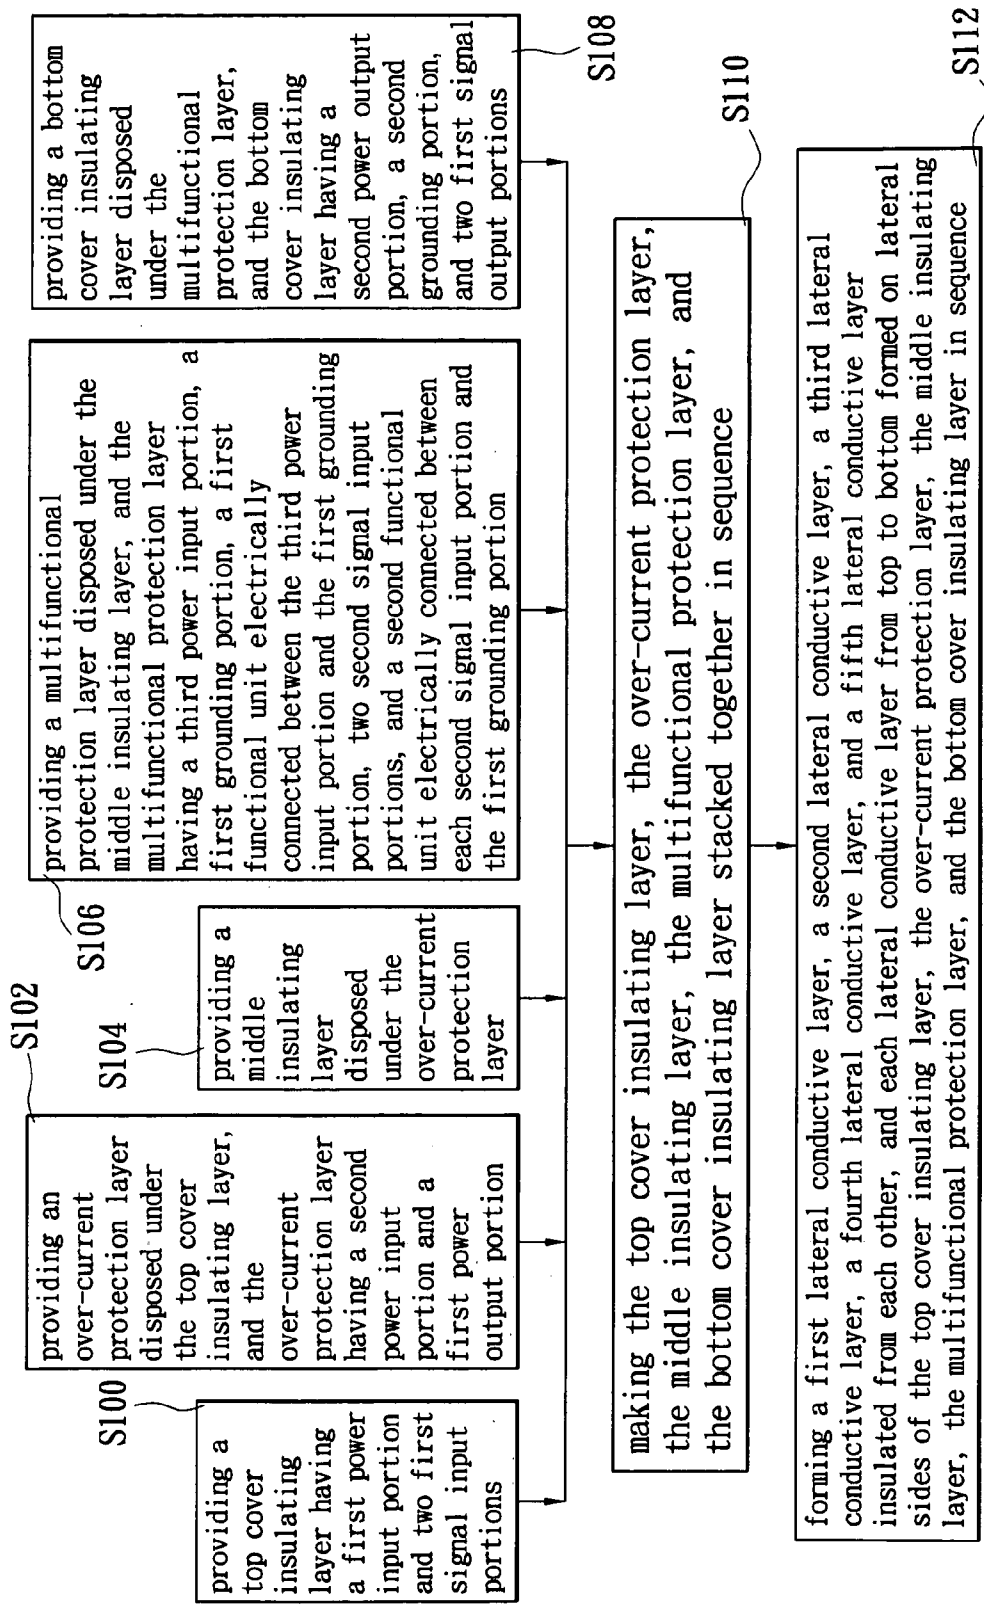 S100
providing a
top cover
insulating
layer having
a first power
input portion
and two first
signal input
portions
S102
providing an
over-current
protection layer
disposed under
the top cover
insulating layer,
and the
over-current
protection layer
having a second
power input
portion and a
first power
output portion
S104
providing a
middle
insulating
layer
disposed
under the
over-current
protection
layer
S106
providing a multifunctional
protection layer disposed under the
middle insulating layer, and the
multifunctional protection layer
having a third power input portion, a
first grounding portion, a first
functional unit electrically
connected between the third power
input portion and the first grounding
portion, two second signal input
portions, and a second functional
unit electrically connected between
each second signal input portion and
the first grounding portion
S108
providing a bottom
cover insulating
layer disposed
under the
multifunctional
protection layer,
and the bottom
cover insulating
layer having a
second power output
portion, a second
grounding portion,
and two first signal
output portions
S110
making the top cover insulating layer, the over-current protection layer,
the middle insulating layer, the multifunctional protection layer, and
the bottom cover insulating layer stacked together in sequence
S112
forming a first lateral conductive layer, a second lateral conductive layer, a third lateral
conductive layer, a fourth lateral conductive layer, and a fifth lateral conductive layer
insulated from each other, and each lateral conductive layer from top to bottom formed on lateral
sides of the top cover insulating layer, the over-current protection layer, the middle insulating
layer, the multifunctional protection layer, and the bottom cover insulating layer in sequence